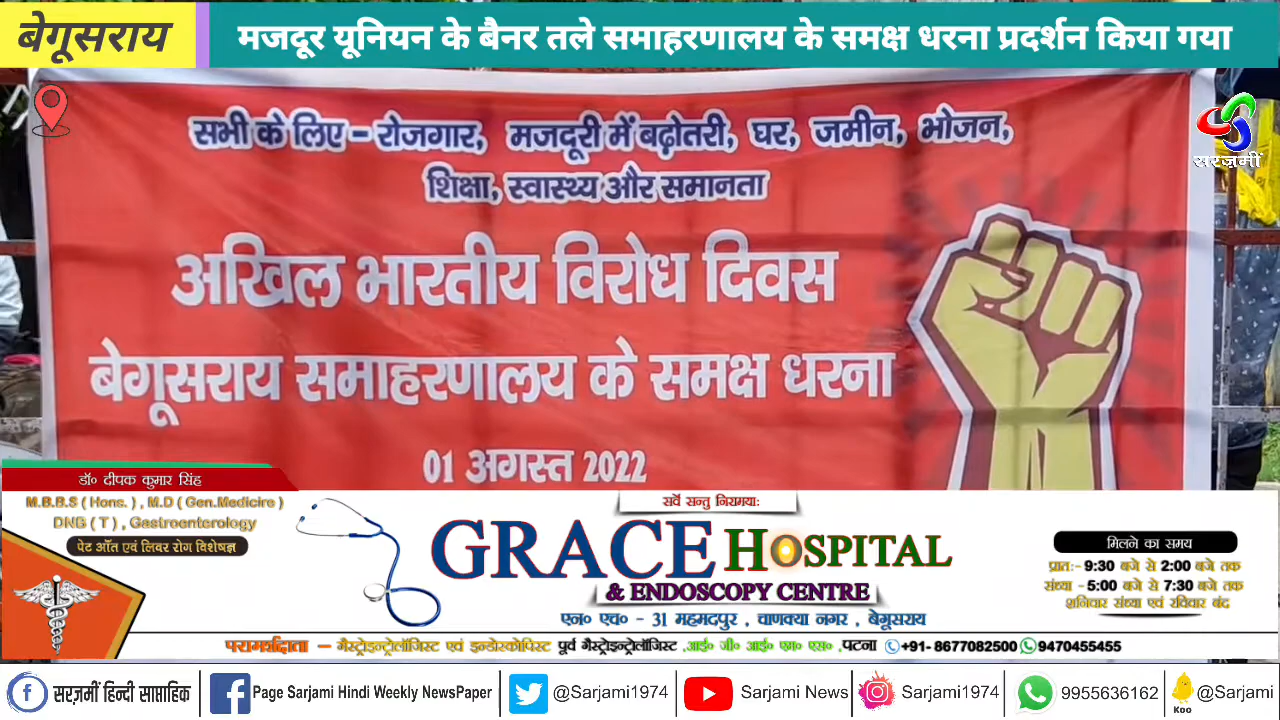 बेगूसराय
मजदूर यूनियन के बैनर तले समाहरणालय के समक्ष धरना प्रदर्शन किया गया
सभी के लिए - रोजगार, मजदूरी में बढ़ोतरी, घर, जमीन, भोजन,
शिक्षा, स्वास्थ्य और समानता
सरज़मीं
अखिल भारतीय विरोध दिवस
बेगूसराय समाहरणालय के समक्ष धरना
01 अगस्त 2022
डॉ० दीपक कुमार सिंह
M.B.B.S ( Hons. ) , M.D ( Gen.Medicire )
DNB ( T ) , Gastroenterology
पेट ऑत एवं लिवर रोग विशेषज्ञ
सर्वे सन्तु निरामयाः
GRACE HOSPITAL
& ENDOSCOPY CENTRE
एन० एच० - 31 महमदपुर , चाणक्या नगर , बेगूसराय
मिलने का समय
प्रातः- 9:30 बजे से 2:00 बजे तक
संध्या - 5:00 बजे से 7:30 बजे तक
शनिवार संध्या एवं रविवार बंद
परामर्शदाता – गैस्ट्रोइन्ट्रोलॉजिस्ट एवं इन्डोस्कोपिस्ट पूर्व गैस्ट्रोइन्ट्रोलॉजिस्ट ,आई० जी० आई० एम० एस० ,पटना +91- 8677082500 9470455455
सरज़मीं हिन्दी साप्ताहिक
Page Sarjami Hindi Weekly NewsPaper
@Sarjami1974
Sarjami News
Sarjami1974
9955636162
Koo
@Sarjami